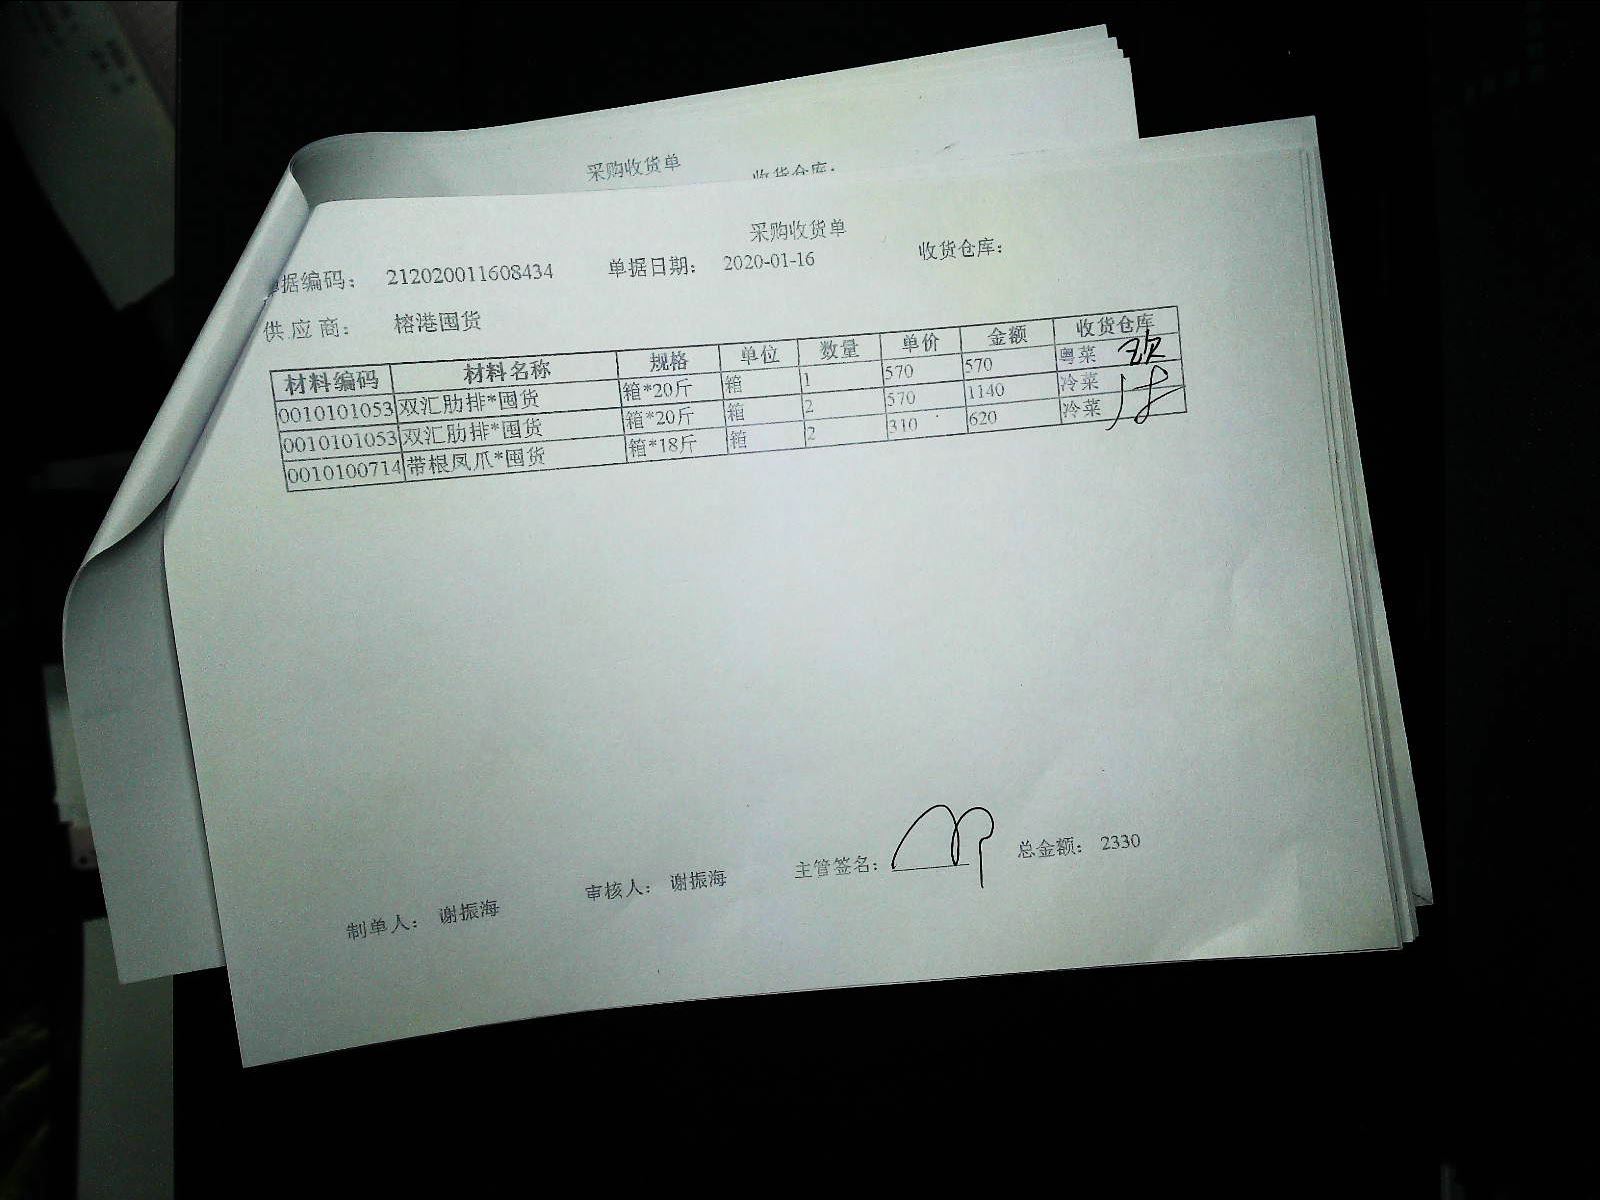 采购收货单
收货仓库:
采购收货单
据编码: 212020011608434 单据日期: 2020-01-16 收货仓库:
供应商: 榕港囤货
材料编码 材料名称 规格 单位 数量 单价 金额 收货仓库
0010101053 双汇肋排*囤货 箱*20斤 箱 1 570 570 粤菜
0010101053 双汇肋排*囤货 箱*20斤 箱 2 570 1140 冷菜
0010100714 带根凤爪*囤货 箱*18斤 箱 2 310 620 冷菜
制单人: 谢振海 审核人: 谢振海 主管签名: 总金额: 2330